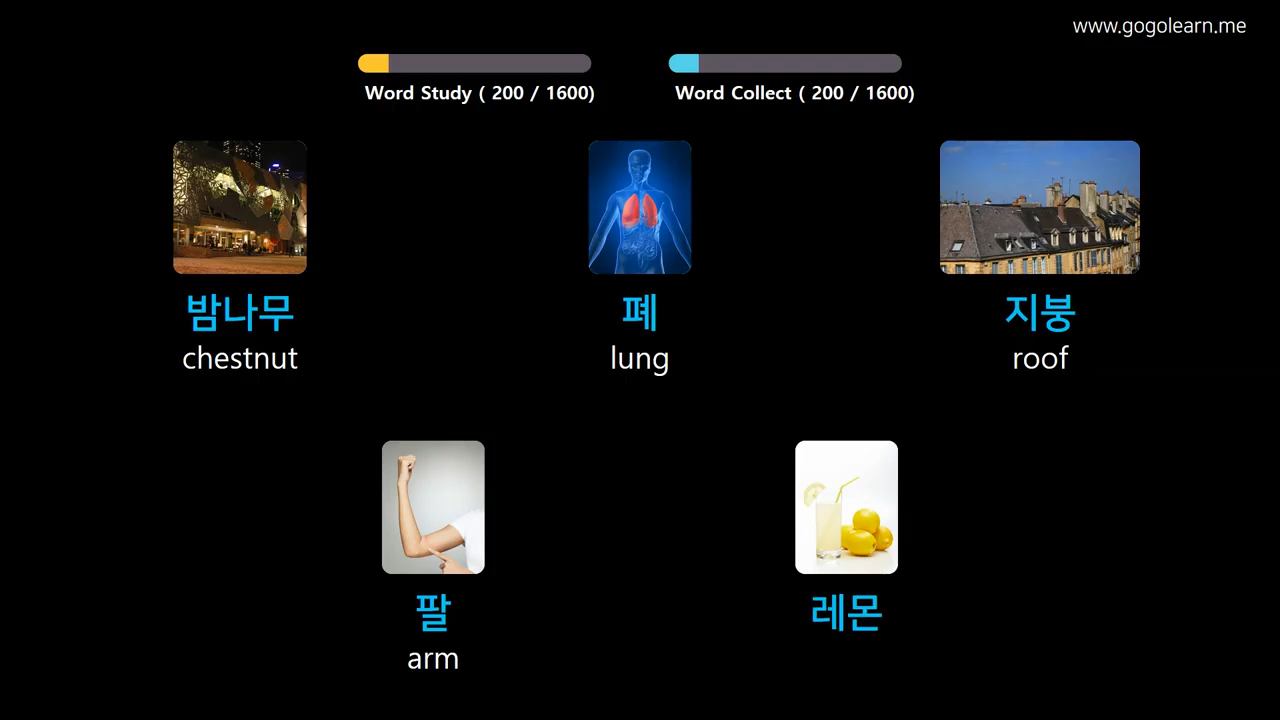 www.gogolearn.me
Word Study ( 200 / 1600)
Word Collect ( 200 / 1600)
밤나무
chestnut
폐
lung
지붕
roof
팔
arm
레몬